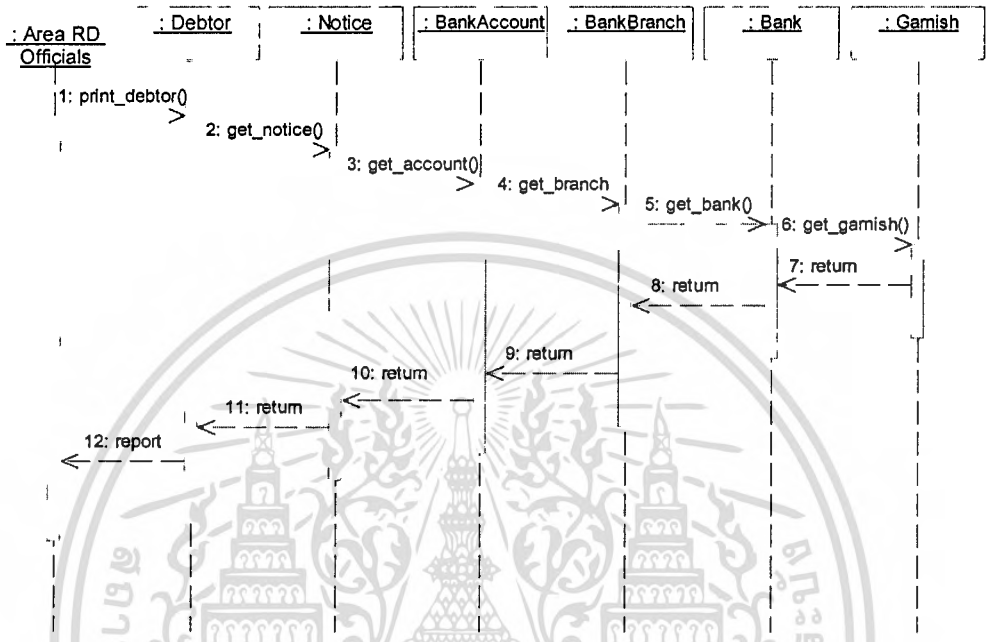 : Area RD
Officials
: Debtor
: Notice
: BankAccount
: BankBranch
: Bank
: Gamish
1: print_debtor()
2: get_notice()
3: get_account()
4: get_branch
5: get_bank()
6: get_gamish()
7: return
8: return
9: return
10: return
11: return
12: report